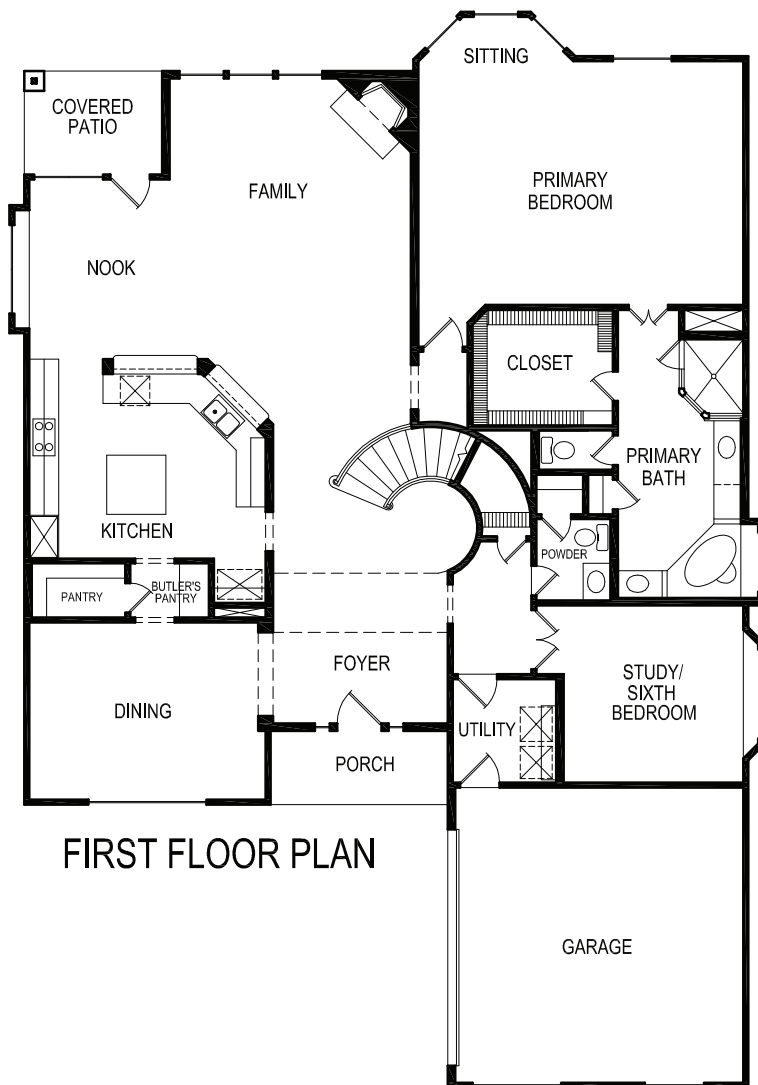 SITTING
COVERED
PATIO
FAMILY
PRIMARY
BEDROOM
NOOK
CLOSET
PRIMARY
BATH
KITCHEN
POWDER
PANTRY
BUTLER'S
PANTRY
FOYER
STUDY/
SIXTH
BEDROOM
DINING
UTILITY
PORCH
FIRST FLOOR PLAN
GARAGE